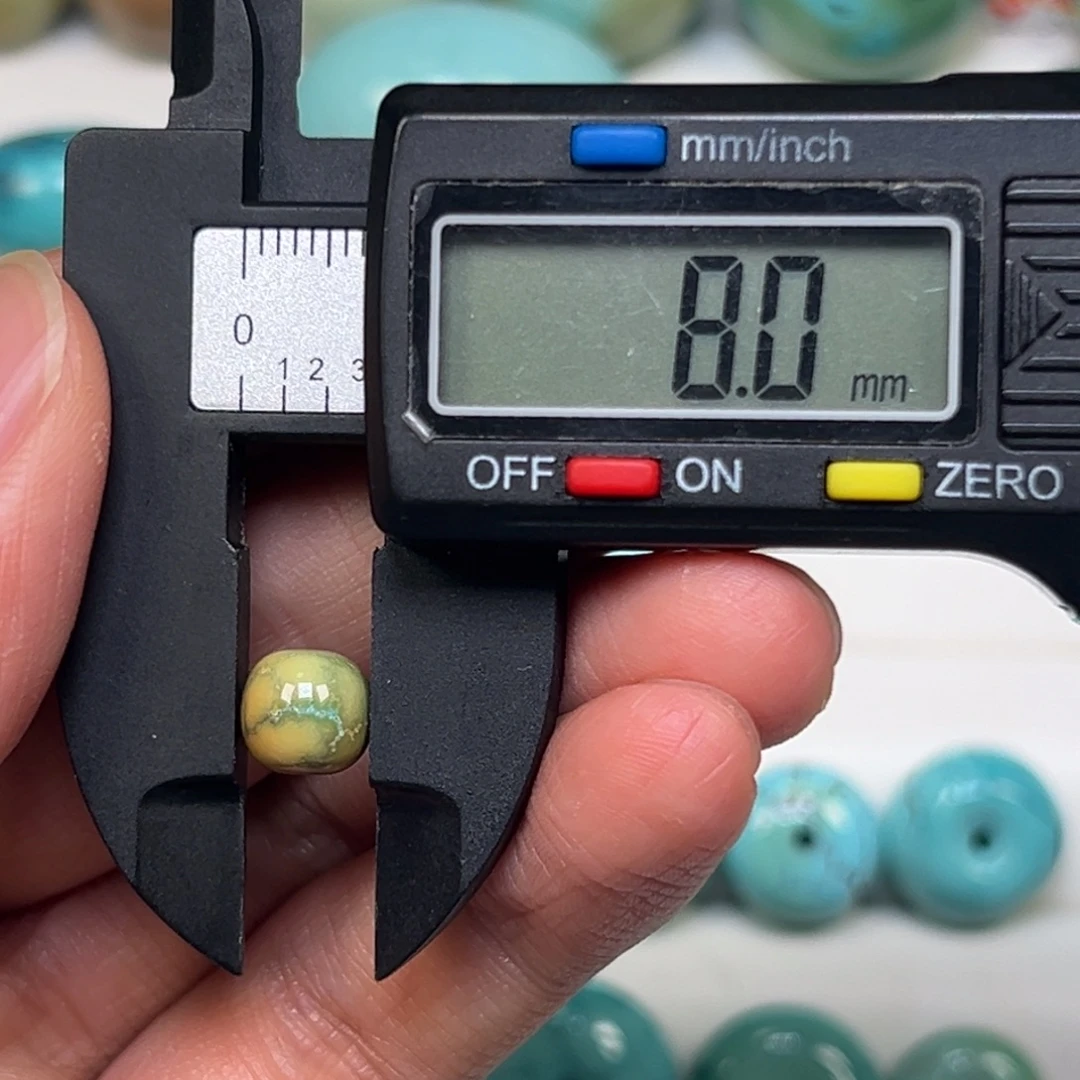 mm/inch
8.0 mm
0
1 2 3
OFF ON ZERO